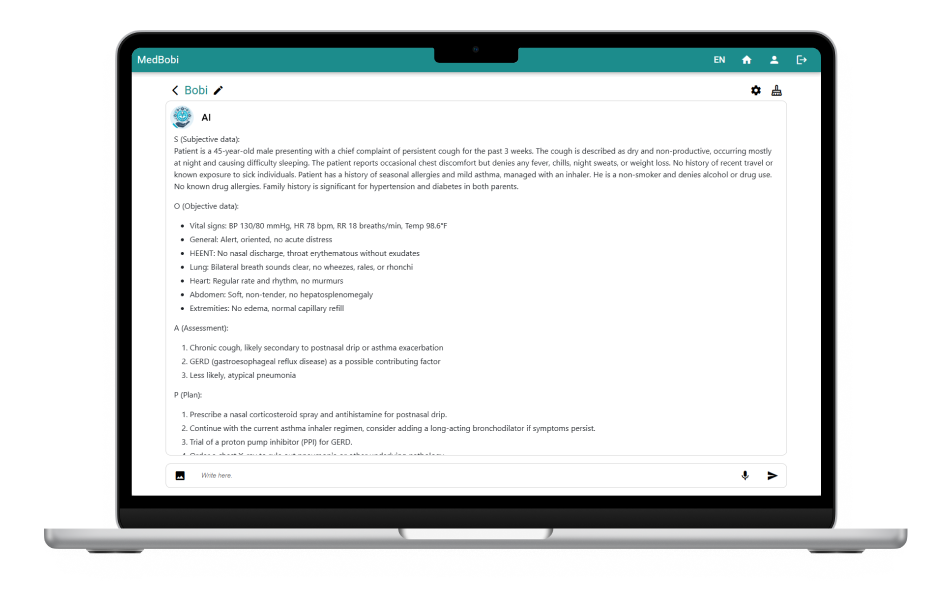 MedBobi
EN
Bobi
AI
S (Subjective data):
Patient is a 45-year-old male presenting with a chief complaint of persistent cough for the past 3 weeks. The cough is described as dry and non-productive, occurring mostly
at night and causing difficulty sleeping. The patient reports occasional chest discomfort but denies any fever, chills, night sweats, or weight loss. No history of recent travel or
known exposure to sick individuals. Patient has a history of seasonal allergies and mild asthma, managed with an inhaler. He is a non-smoker and denies alcohol or drug use.
No known drug allergies. Family history is significant for hypertension and diabetes in both parents.
O (Objective data):
• Vital signs: BP 130/80 mmHg, HR 78 bpm, RR 18 breaths/min, Temp 98.6°F
• General: Alert, oriented, no acute distress
• HEENT: No nasal discharge, throat erythematous without exudates
• Lung: Bilateral breath sounds clear, no wheezes, rales, or rhonchi
• Heart: Regular rate and rhythm, no murmurs
• Abdomen: Soft, non-tender, no hepatosplenomegaly
• Extremities: No edema, normal capillary refill
A (Assessment):
1. Chronic cough, likely secondary to postnasal drip or asthma exacerbation
2. GERD (gastroesophageal reflux disease) as a possible contributing factor
3. Less likely, atypical pneumonia
P (Plan):
1. Prescribe a nasal corticosteroid spray and antihistamine for postnasal drip.
2. Continue with the current asthma inhaler regimen, consider adding a long-acting bronchodilator if symptoms persist.
3. Trial of a proton pump inhibitor (PPI) for GERD.
4. Order a chest X-ray to rule out pneumonia or other underlying pathology.
Write here.